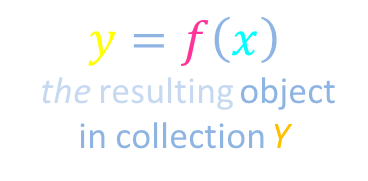 y = f(x)
the resulting object
in collection Y